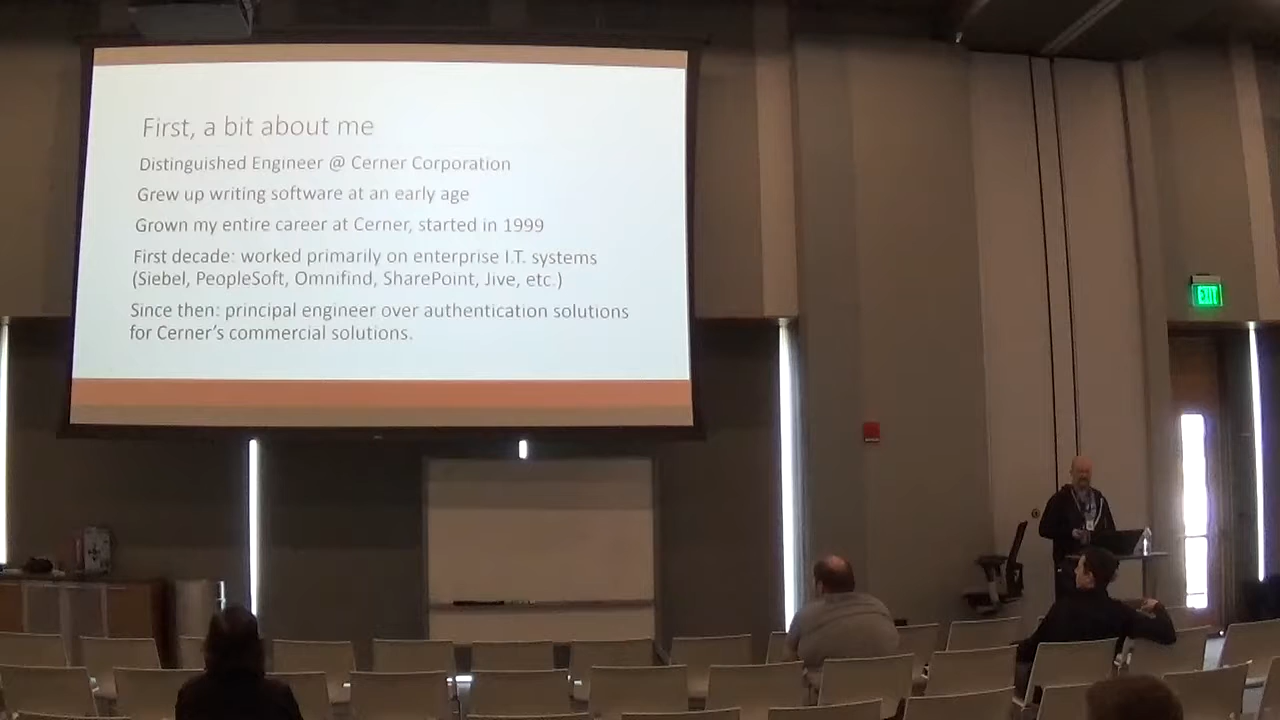 First, a bit about me
Distinguished Engineer @ Cerner Corporation
Grew up writing software at an early age
Grown my entire career at Cerner, started in 1999
First decade: worked primarily on enterprise I.T. systems
(Siebel, PeopleSoft, Omnifind, SharePoint, Jive, etc.)
Since then: principal engineer over authentication solutions
for Cerner's commercial solutions.
EXIT